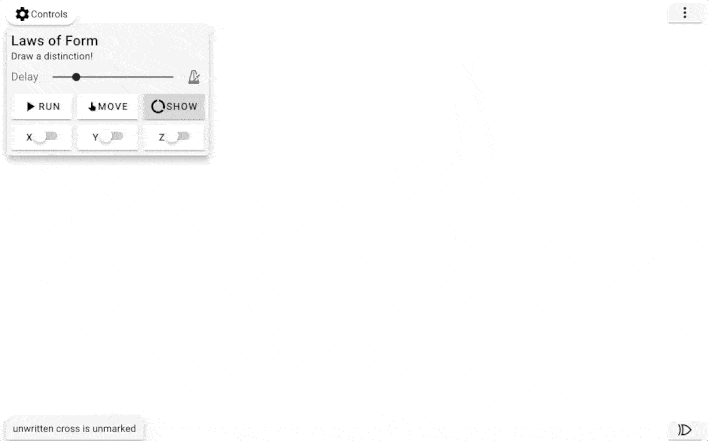 Controls
Laws of Form
Draw a distinction!
Delay
RUN MOVE SHOW
X Y Z
unwritten cross is unmarked